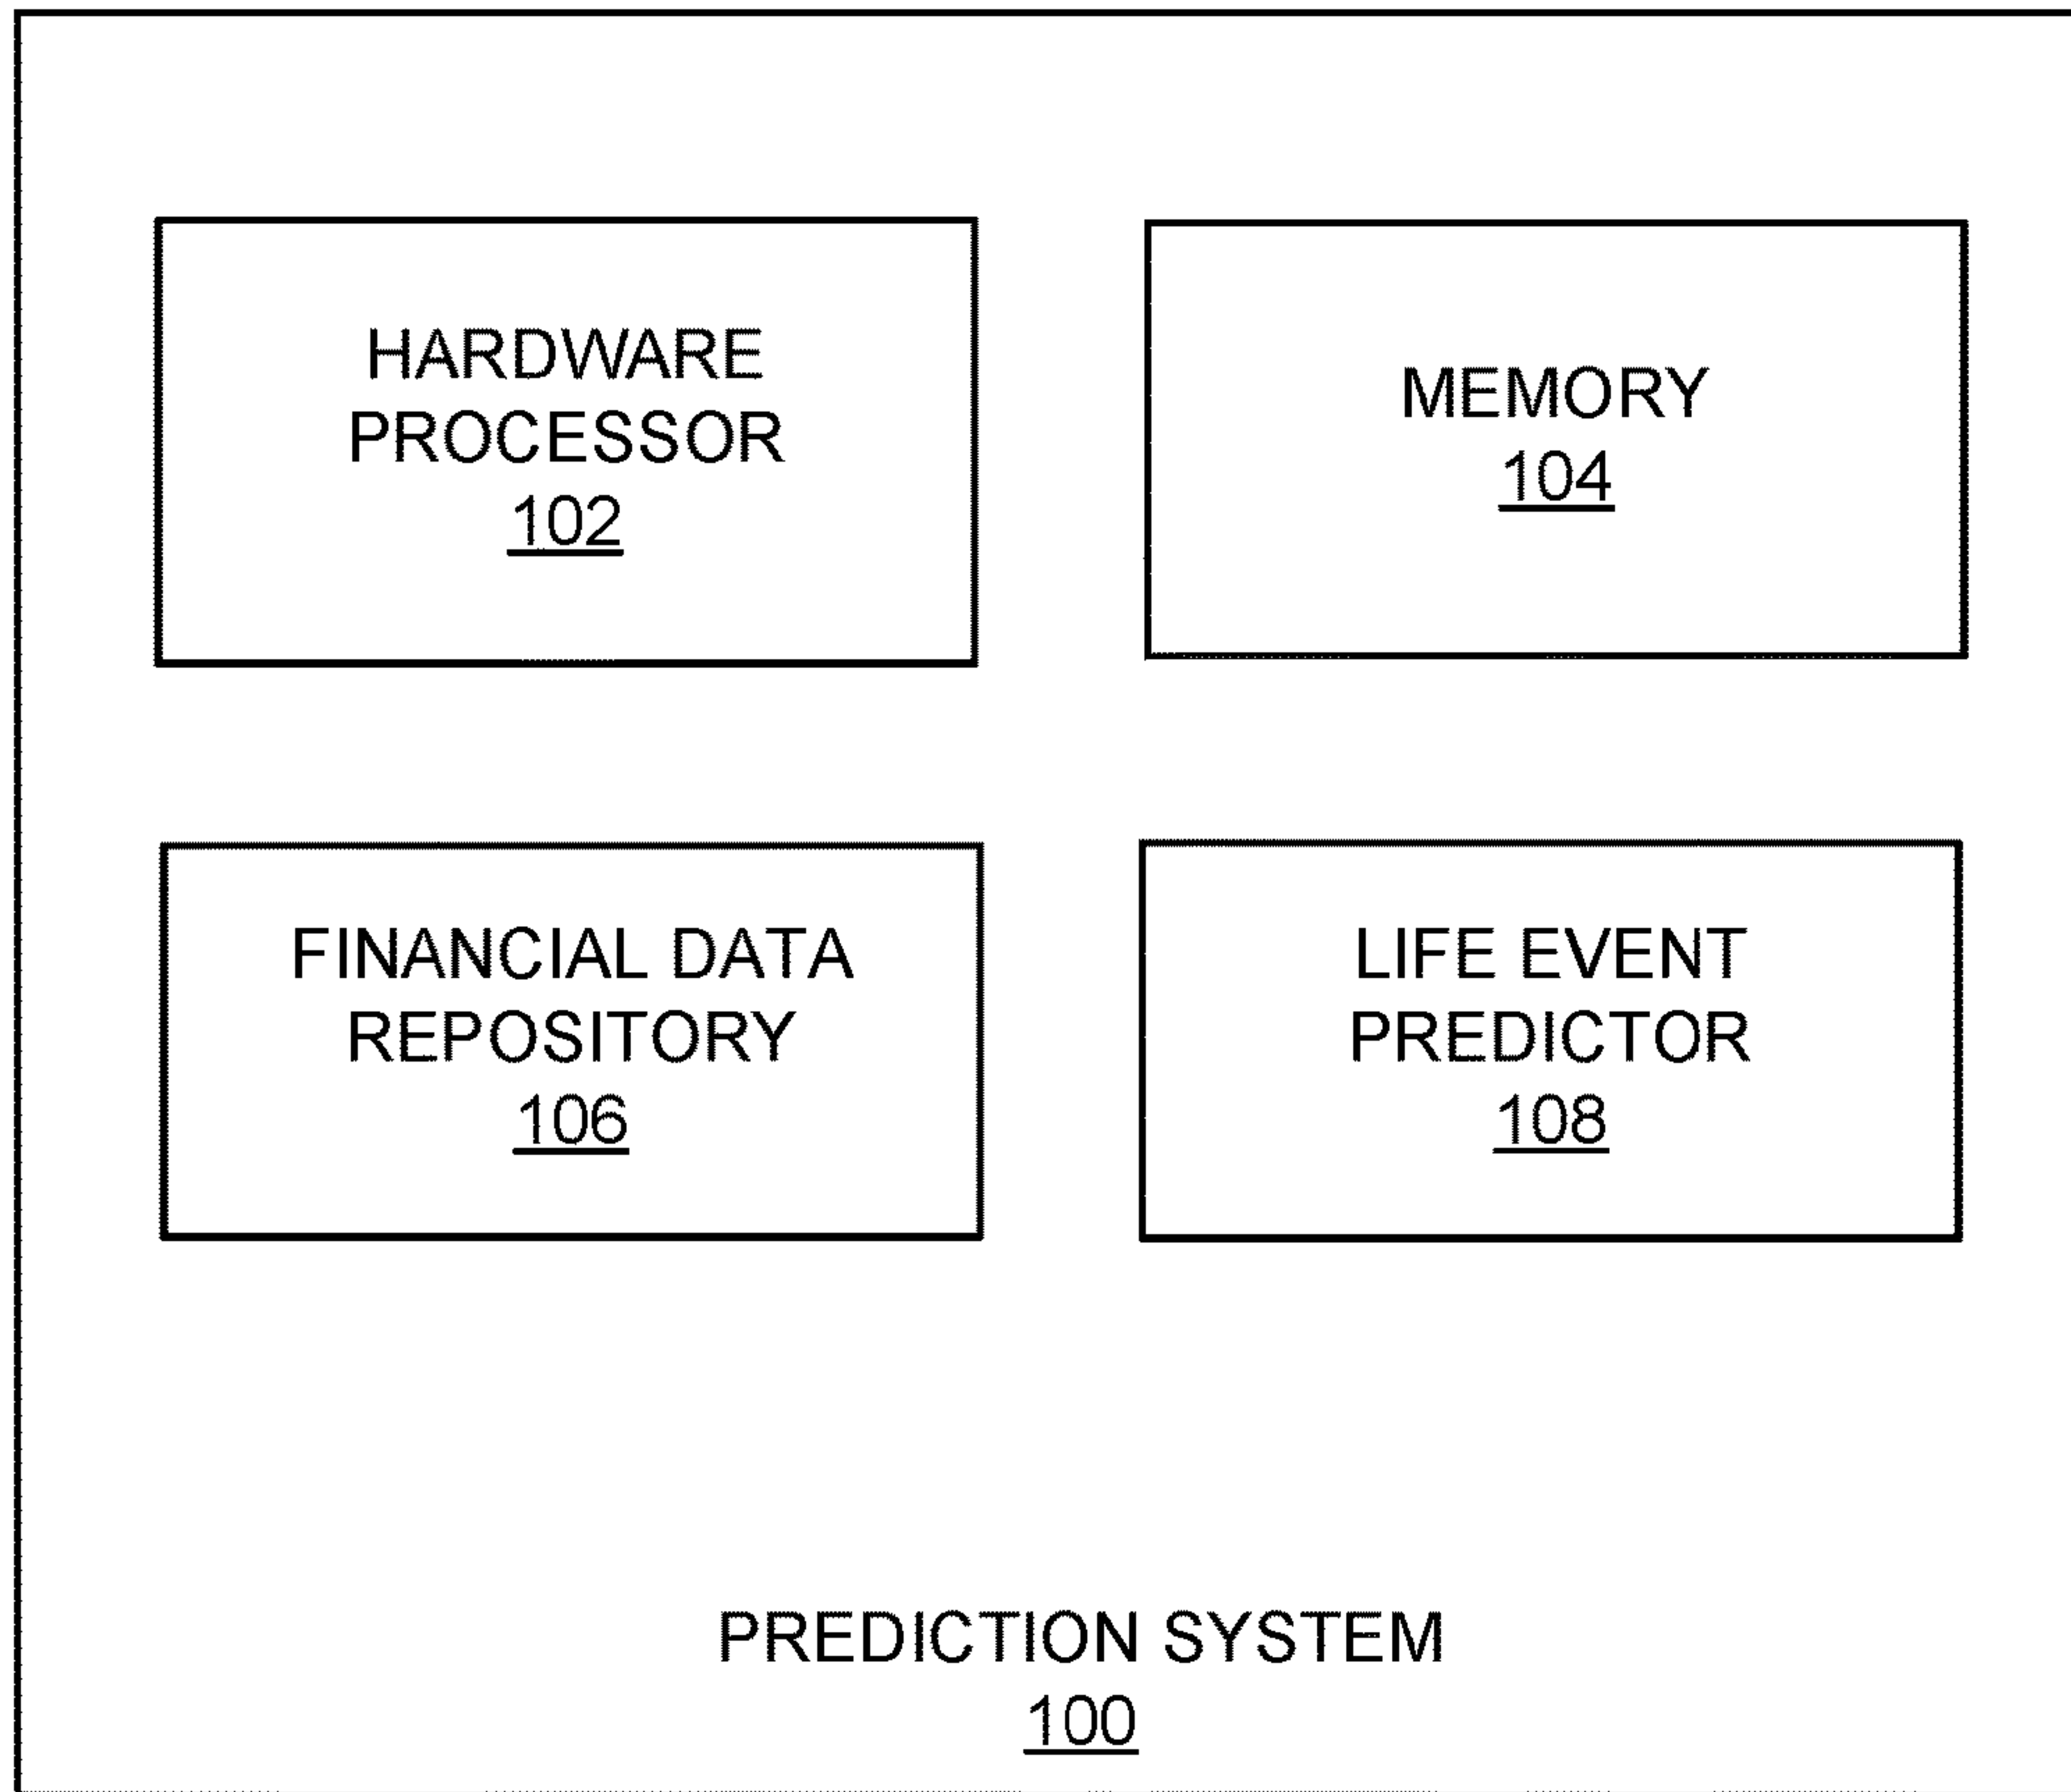 HARDWARE
PROCESSOR
102
MEMORY
104
FINANCIAL DATA
REPOSITORY
106
LIFE EVENT
PREDICTOR
108
PREDICTION SYSTEM
100